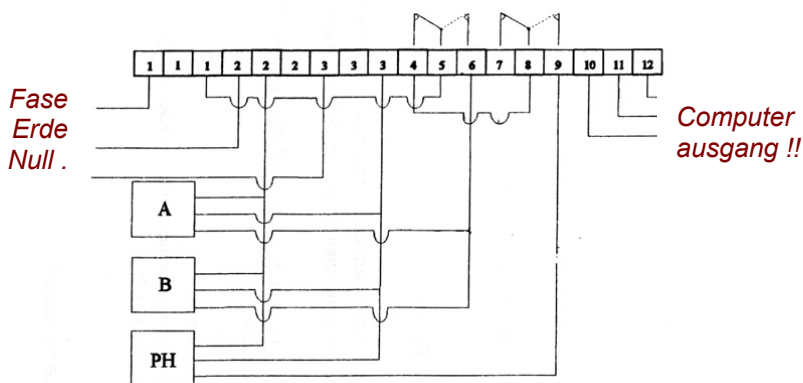 1 1 1 2 2 2 3 3 3 4 5 6 7 8 9 10 11 12
Fase
Erde
Null .
Computer
ausgang !!
A
B
PH